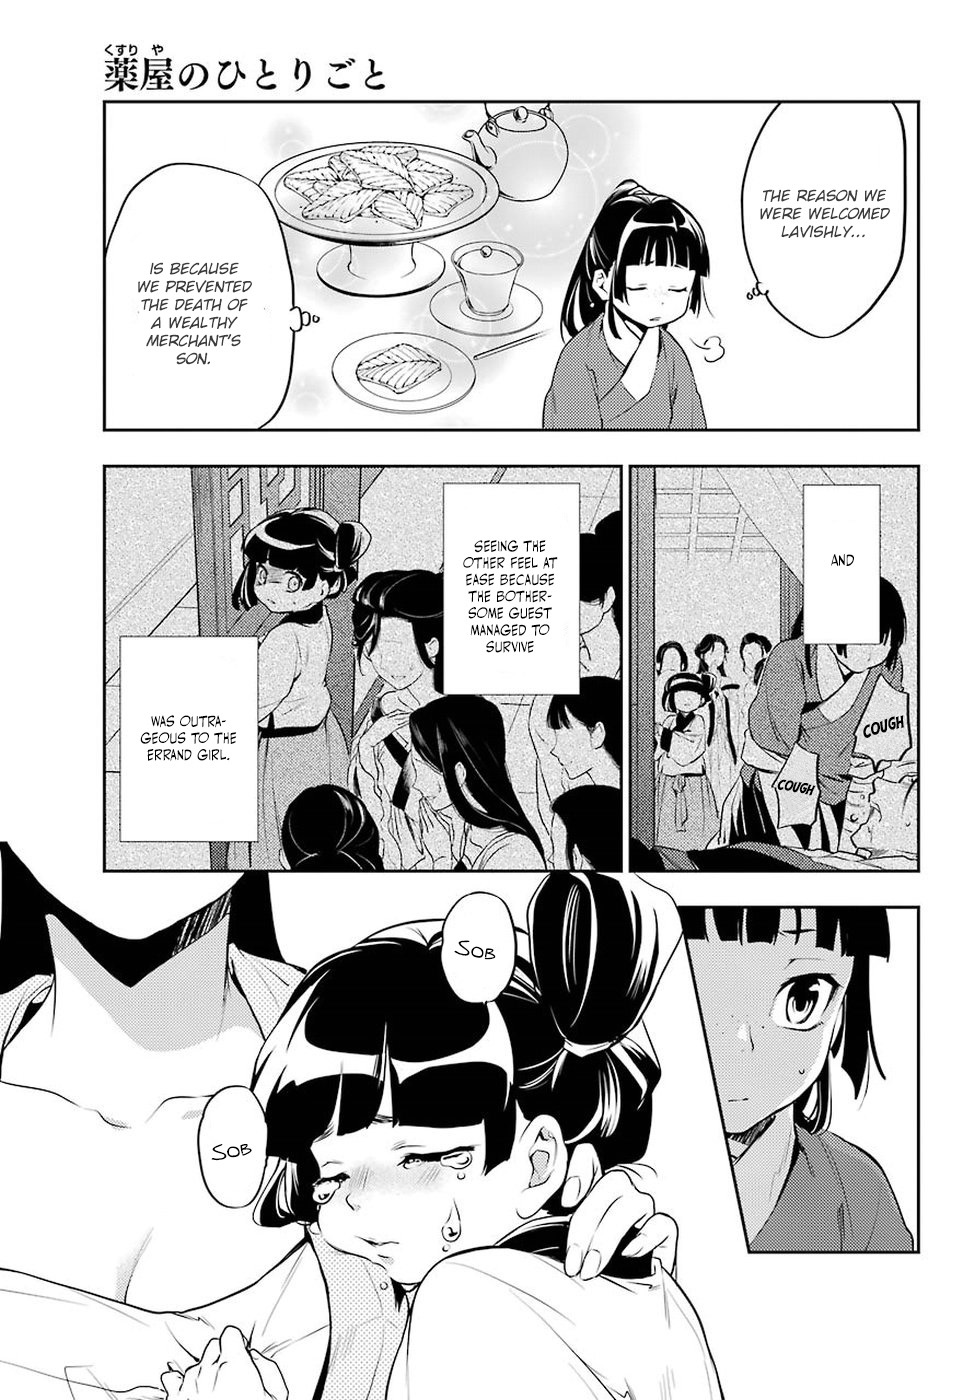 くすり や
薬屋のひとりごと
THE REASON WE
WERE WELCOMED
LAVISHLY...
IS BECAUSE
WE PREVENTED
THE DEATH OF
A WEALTHY
MERCHANT'S
SON.
AND
COUGH
COUGH
SEEING THE
OTHER FEEL AT
EASE BECAUSE
THE BOTHER-
SOME GUEST
MANAGED TO
SURVIVE
WAS OUTRA-
GEOUS TO THE
ERRAND GIRL.
SOB
SOB